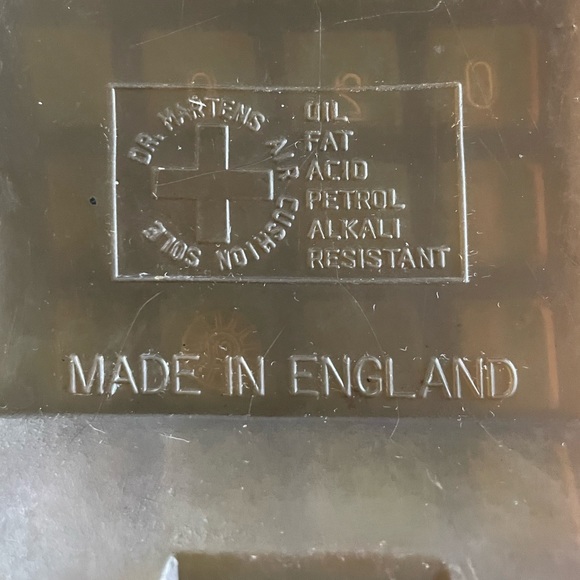 DR. MARTENS AIR CUSHION SOLE
OIL
FAT
ACID
PETROL
ALKALI
RESISTANT
MADE IN ENGLAND